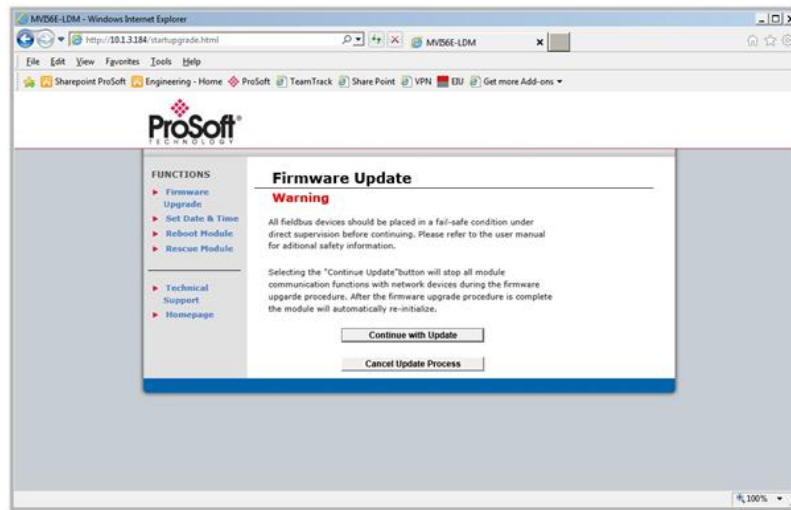 MVI56E-LDM - Windows Internet Explorer
http://10.1.3.184/startupgrade.html
MVI56E-LDM
File Edit View Favorites Tools Help
Sharepoint ProSoft Engineering - Home ProSoft TeamTrack Share Point VPN EIU Get more Add-ons
ProSoft®
TECHNOLOGY
FUNCTIONS
Firmware
Upgrade
Set Date & Time
Reboot Module
Rescue Module
Technical
Support
Homepage
Firmware Update
Warning
All fieldbus devices should be placed in a fail-safe condition under
direct supervision before continuing. Please refer to the user manual
for aditional safety information.
Selecting the "Continue Update"button will stop all module
communication functions with network devices during the firmware
upgarde procedure. After the firmware upgrade procedure is complete
the module will automatically re-initialize.
Continue with Update
Cancel Update Process
100%